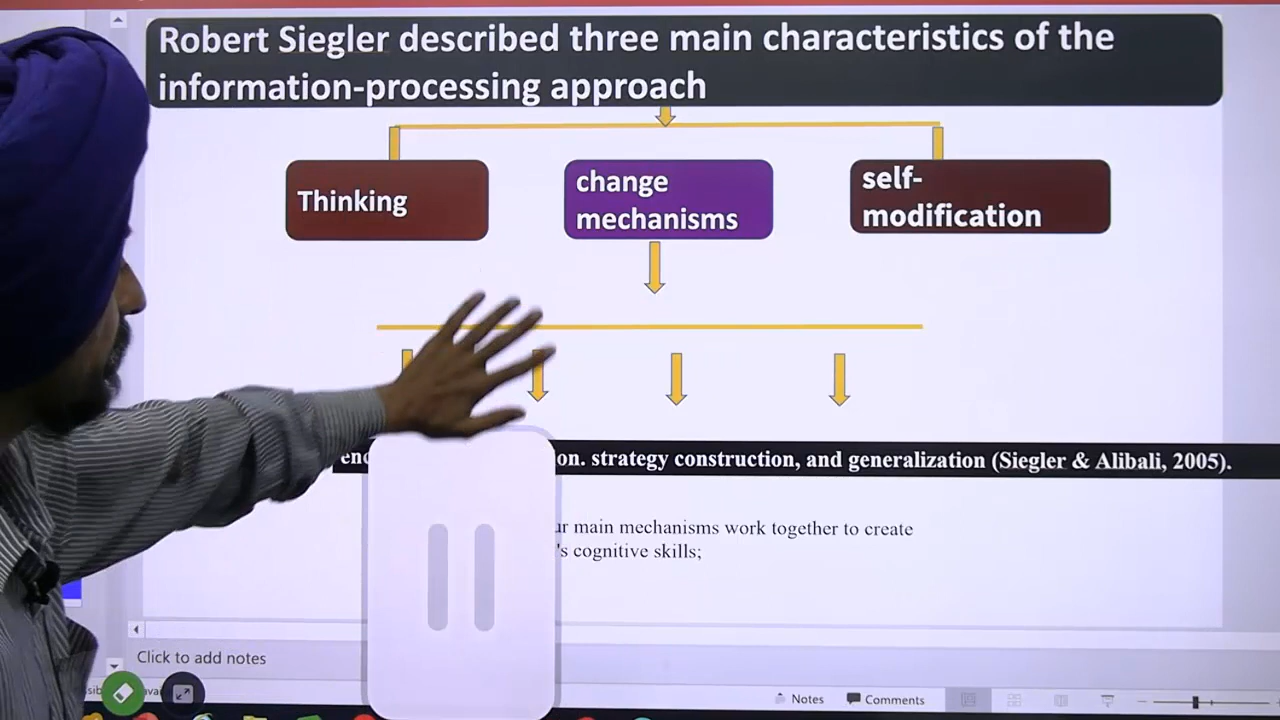 Robert Siegler described three main characteristics of the
information-processing approach
Thinking
change
mechanisms
self-
modification
on. strategy construction, and generalization (Siegler & Alibali, 2005).
main mechanisms work together to create
's cognitive skills;
Click to add notes
Notes
Comments